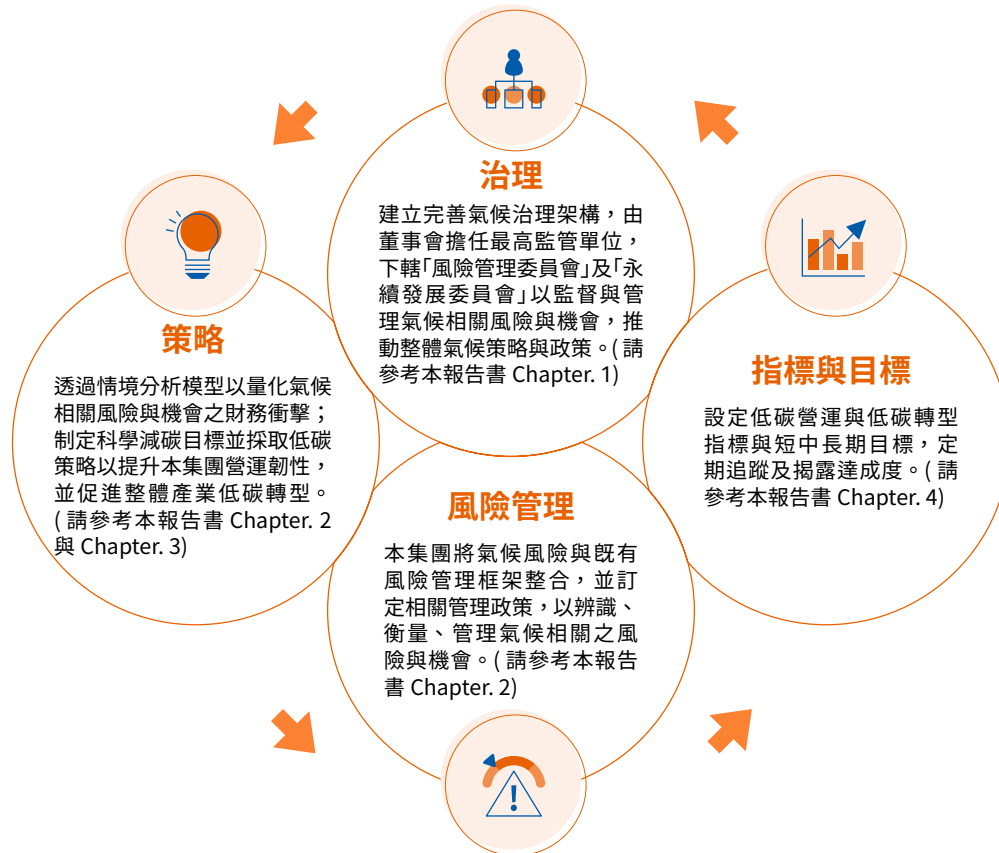 治理
建立完善氣候治理架構，由
董事會擔任最高監管單位，
下轄「風險管理委員會」及「永
續發展委員會」以監督與管
理氣候相關風險與機會，推
動整體氣候策略與政策。( 請
參考本報告書 Chapter. 1)
策略
透過情境分析模型以量化氣候
相關風險與機會之財務衝擊；
制定科學減碳目標並採取低碳
策略以提升本集團營運韌性，
並促進整體產業低碳轉型。
( 請參考本報告書 Chapter. 2
與 Chapter. 3)
風險管理
本集團將氣候風險與既有
風險管理框架整合，並訂
定相關管理政策，以辨識、
衡量、管理氣候相關之風
險與機會。( 請參考本報告
書 Chapter. 2)
指標與目標
設定低碳營運與低碳轉型
指標與短中長期目標，定
期追蹤及揭露達成度。( 請
參考本報告書 Chapter. 4)